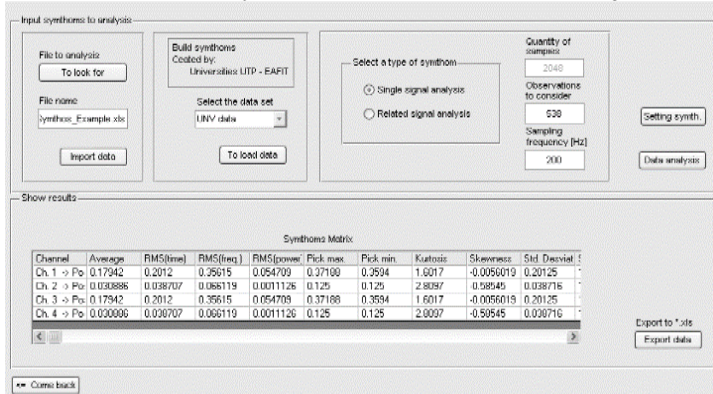 Input symthoms to analysis
File to analysis
To look for
File name
Symthos_Example.xls
Import data
Build symthoms
Ceated by:
Universities UTP - EAFIT
Select the data set
UNV data
To load data
Select a type of symthom
Single signal analysis
Related signal analysis
Quantity of samples
2048
Observations to consider
538
Sampling frequency [Hz]
200
Setting symth.
Data analysis
Show results
Symthoms Matrix
Channel Average RMS(time) RMS(freq.) RMS(power) Pick max. Pick min. Kurtosis Skewness Std. Desviat S
Ch. 1 -> Po 0.17942 0.2012 0.35615 0.054709 0.37188 0.3594 1.6017 -0.0056019 0.20125
Ch. 2 -> Po 0.030886 0.038707 0.066119 0.0011126 0.125 0.125 2.8097 -0.58545 0.038716
Ch. 3 -> Po 0.17942 0.2012 0.35615 0.054709 0.37188 0.3594 1.6017 -0.0056019 0.20125
Ch. 4 -> Po 0.030886 0.038707 0.066119 0.0011126 0.125 0.125 2.8097 -0.58545 0.038716
Export to *.xls
Export data
<< Come back